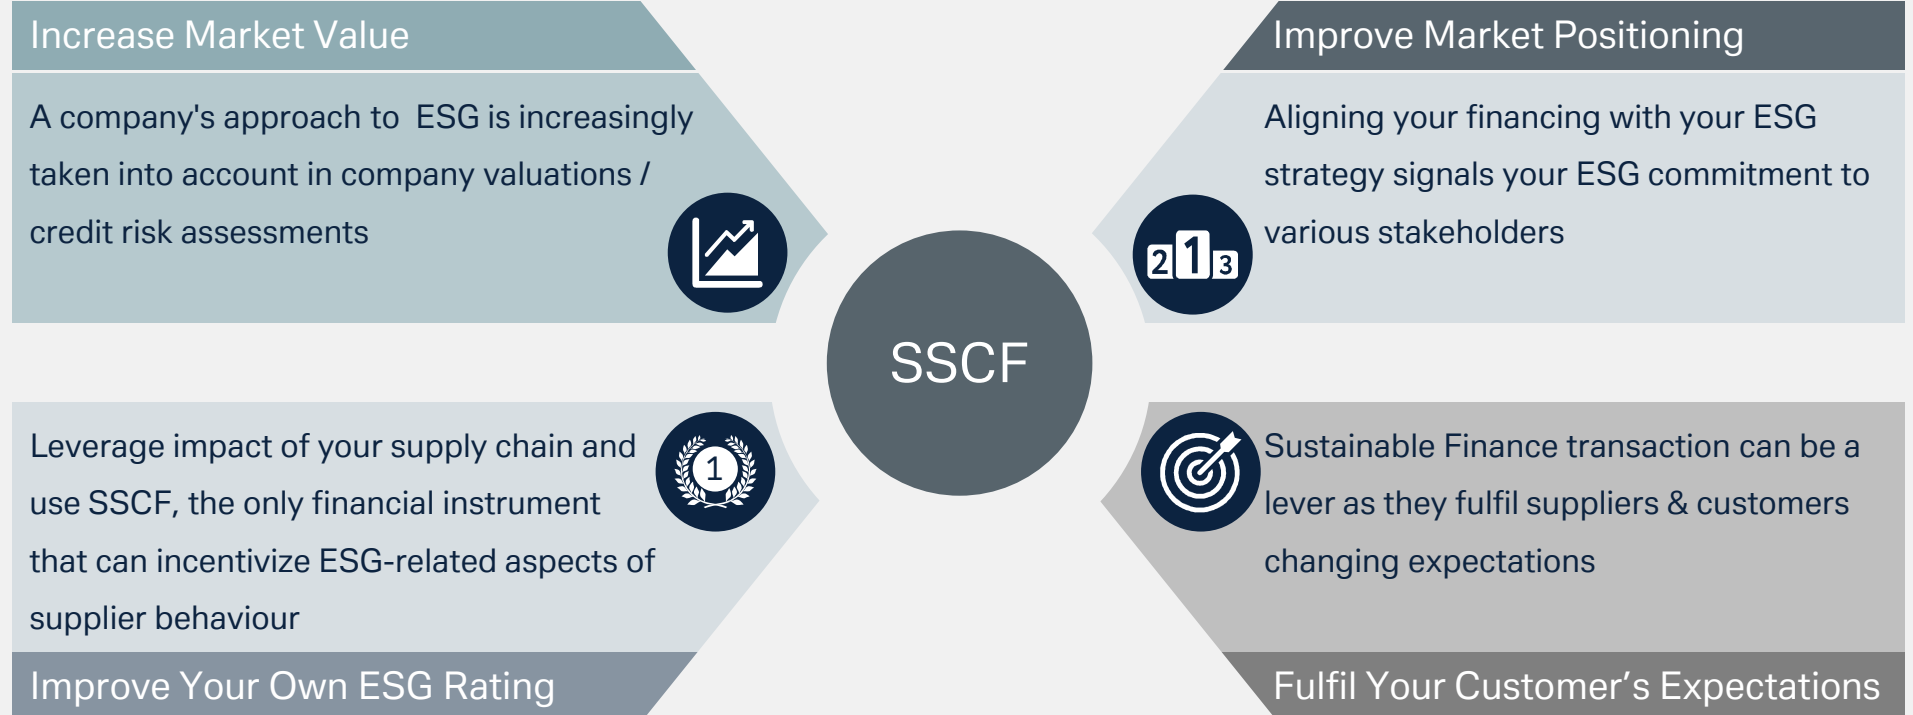 Increase Market Value
A company's approach to ESG is increasingly
taken into account in company valuations /
credit risk assessments
Improve Market Positioning
Aligning your financing with your ESG
strategy signals your ESG commitment to
various stakeholders
2 1 3
SSCF
Leverage impact of your supply chain and
use SSCF, the only financial instrument
that can incentivize ESG-related aspects of
supplier behaviour
1
Improve Your Own ESG Rating
Sustainable Finance transaction can be a
lever as they fulfil suppliers & customers
changing expectations
Fulfil Your Customer’s Expectations